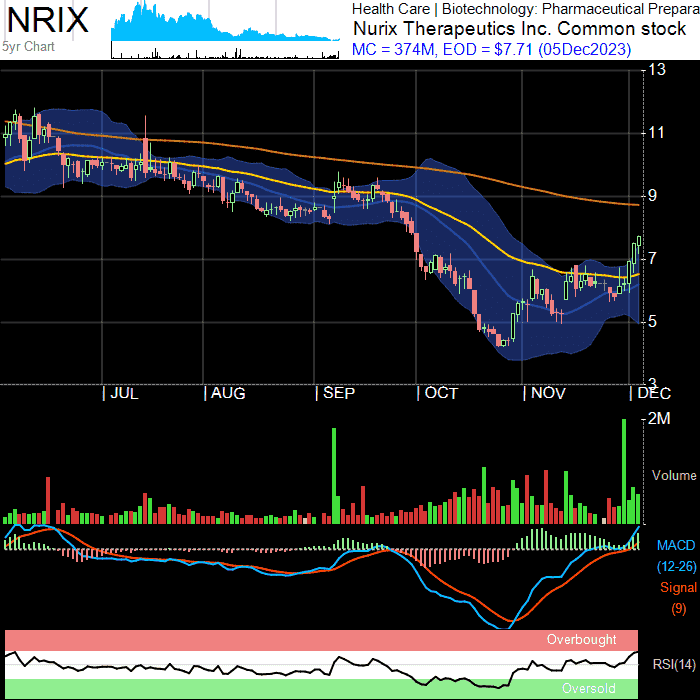 NRIX
5yr Chart
Health Care | Biotechnology: Pharmaceutical Prepara
Nurix Therapeutics Inc. Common stock
MC = 374M, EOD = $7.71 (05Dec2023)
13
11
9
7
5
3
| JUL | AUG | SEP | OCT | NOV | DEC
2M
Volume
MACD
(12-26)
Signal
(9)
Overbought
RSI(14)
Oversold